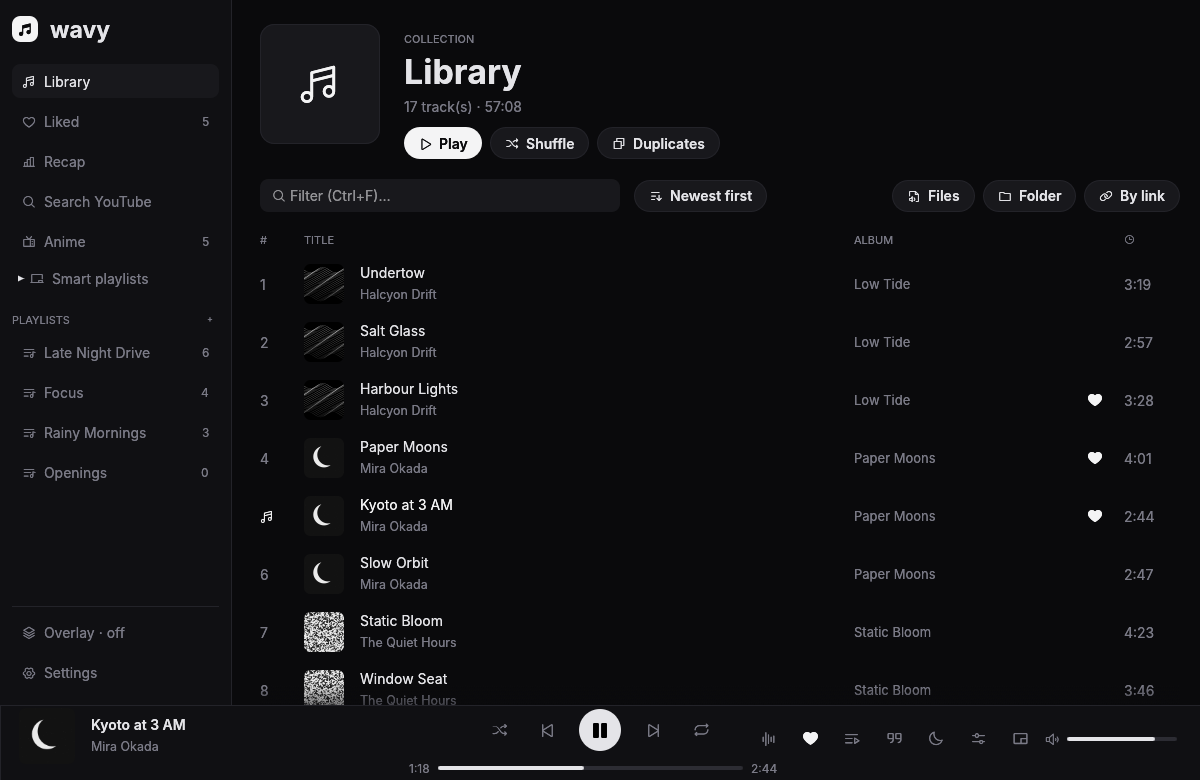 wavy
Library
Liked 5
Recap
Search YouTube
Anime 5
Smart playlists
PLAYLISTS +
Late Night Drive 6
Focus 4
Rainy Mornings 3
Openings 0
Overlay · off
Settings
COLLECTION
Library
17 track(s) · 57:08
Play Shuffle Duplicates
Filter (Ctrl+F)... Newest first Files Folder By link
# TITLE ALBUM
1 Undertow Low Tide 3:19
Halcyon Drift
2 Salt Glass Low Tide 2:57
Halcyon Drift
3 Harbour Lights Low Tide 3:28
Halcyon Drift
4 Paper Moons Paper Moons 4:01
Mira Okada
Kyoto at 3 AM Paper Moons 2:44
Mira Okada
6 Slow Orbit Paper Moons 2:47
Mira Okada
7 Static Bloom Static Bloom 4:23
The Quiet Hours
8 Window Seat Static Bloom 3:46
The Quiet Hours
Kyoto at 3 AM
Mira Okada
1:18 2:44